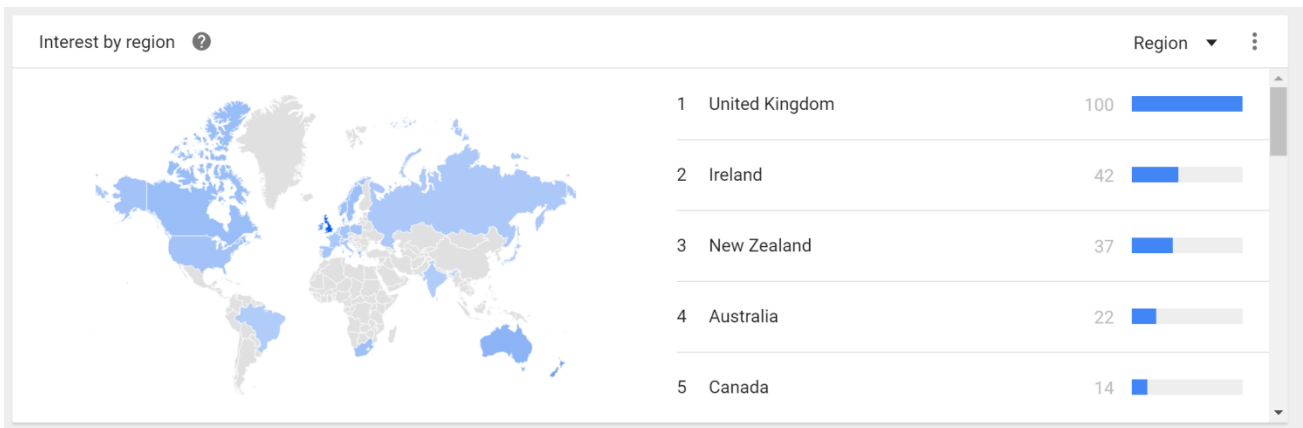 Interest by region ? Region
1 United Kingdom 100
2 Ireland 42
3 New Zealand 37
4 Australia 22
5 Canada 14